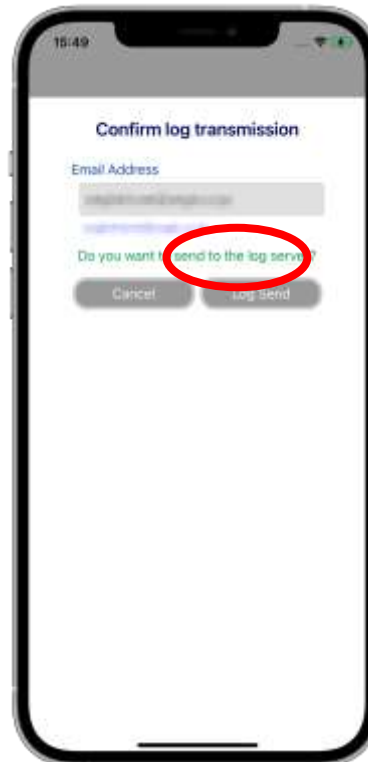 15:49
Confirm log transmission
Email Address
Do you want to send to the log server?
Cancel
Log Send